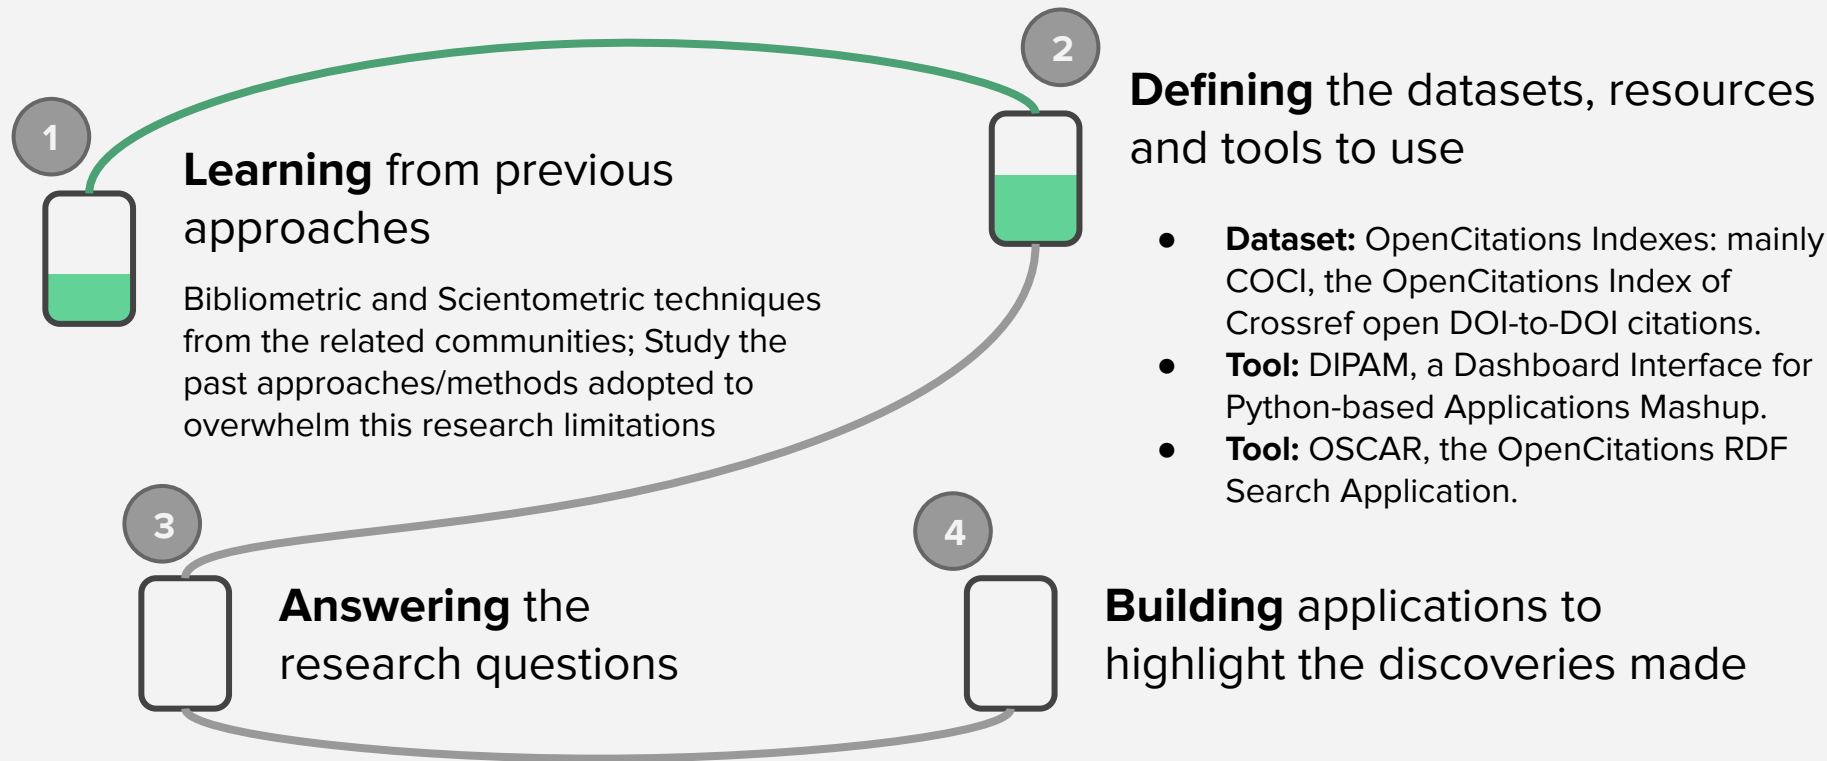 1
Learning from previous
approaches
Bibliometric and Scientometric techniques
from the related communities; Study the
past approaches/methods adopted to
overwhelm this research limitations
2
Defining the datasets, resources
and tools to use
● Dataset: OpenCitations Indexes: mainly
COCI, the OpenCitations Index of
Crossref open DOI-to-DOI citations.
● Tool: DIPAM, a Dashboard Interface for
Python-based Applications Mashup.
● Tool: OSCAR, the OpenCitations RDF
Search Application.
3
Answering the
research questions
4
Building applications to
highlight the discoveries made